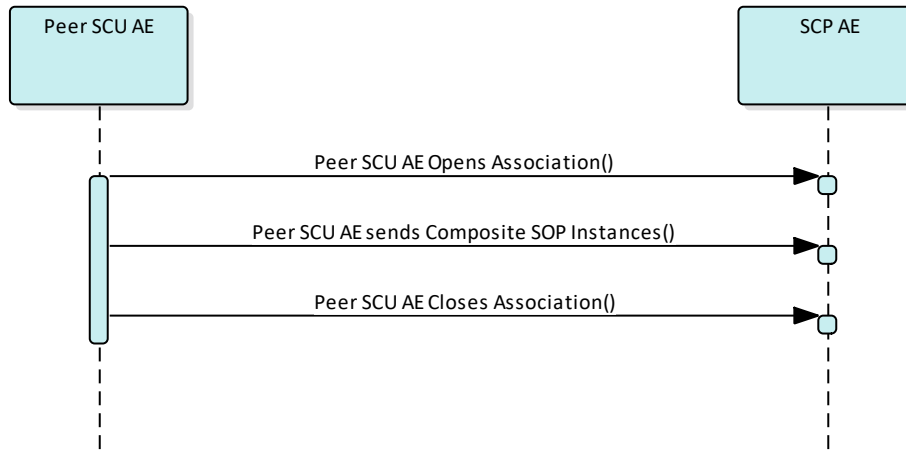 Peer SCU AE
SCP AE
Peer SCU AE Opens Association()
Peer SCU AE sends Composite SOP Instances()
Peer SCU AE Closes Association()